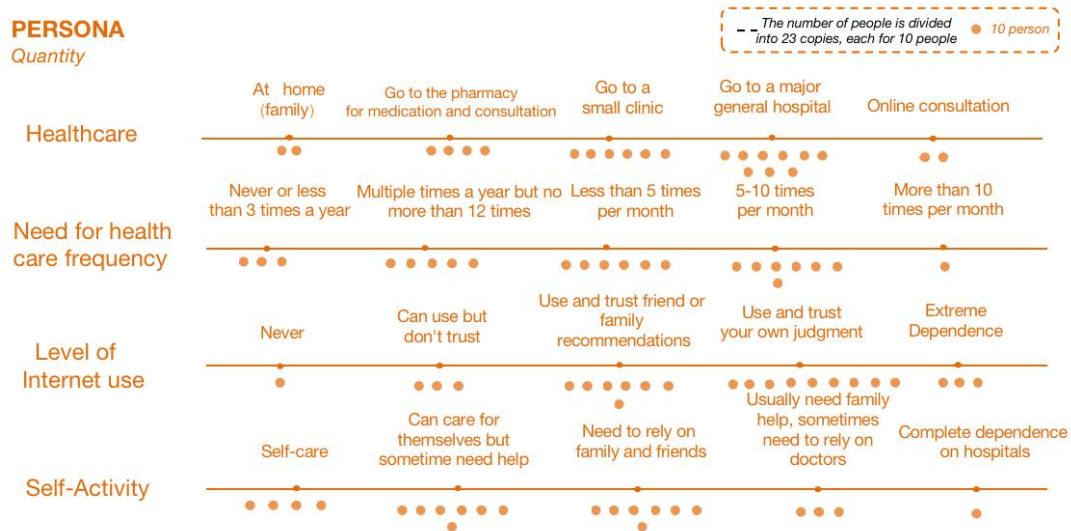 PERSONA
Quantity
-- The number of people is divided
into 23 copies, each for 10 people
10 person
Healthcare
At home
(family)
Go to the pharmacy
for medication and consultation
Go to a
small clinic
Go to a major
general hospital
Online consultation
Need for health
care frequency
Never or less
than 3 times a year
Multiple times a year but no
more than 12 times
Less than 5 times
per month
5-10 times
per month
More than 10
times per month
Level of
Internet use
Never
Can use but
don't trust
Use and trust friend or
family
recommendations
Use and trust
your own judgment
Extreme
Dependence
Self-Activity
Self-care
Can care for
themselves but
sometime need help
Need to rely on
family and friends
Usually need family
help, sometimes
need to rely on
doctors
Complete dependence
on hospitals